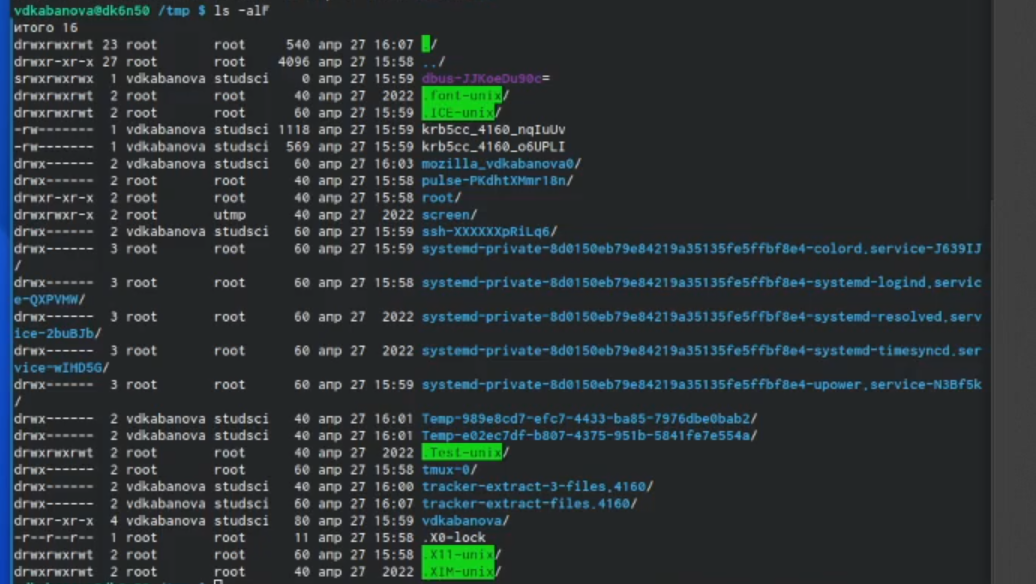 vdkabanova@dk6n50 /tmp $ ls -alF
итого 16
drwxrwxrwt 23 root root 540 апр 27 16:07 ./
drwxr-xr-x 27 root root 4096 апр 27 15:58 ../
srwxrwxrwx 1 vdkabanova studsci 0 апр 27 15:59 dbus-JJKoeDu90c=
drwxrwxrwt 2 root root 40 апр 27 2022 .font-unix/
drwxrwxrwt 2 root root 60 апр 27 15:59 .ICE-unix/
-rw------- 1 vdkabanova studsci 1118 апр 27 15:59 krb5cc_4160_nqIuUv
-rw------- 1 vdkabanova studsci 569 апр 27 15:59 krb5cc_4160_o6UPLI
drwx------ 2 vdkabanova studsci 60 апр 27 16:03 mozilla_vdkabanova0/
drwx------ 2 root root 40 апр 27 15:58 pulse-PKdhtXMmr18n/
drwxr-xr-x 2 root root 40 апр 27 15:58 root/
drwxrwxr-x 2 root utmp 40 апр 27 2022 screen/
drwx------ 2 vdkabanova studsci 60 апр 27 15:59 ssh-XXXXXXpRiLq6/
drwx------ 3 root root 60 апр 27 15:59 systemd-private-8d0150eb79e84219a35135fe5ffbf8e4-colord.service-J639IJ
/
drwx------ 3 root root 60 апр 27 15:58 systemd-private-8d0150eb79e84219a35135fe5ffbf8e4-systemd-logind.servic
e-QXPVMW/
drwx------ 3 root root 60 апр 27 2022 systemd-private-8d0150eb79e84219a35135fe5ffbf8e4-systemd-resolved.serv
ice-2buBJb/
drwx------ 3 root root 60 апр 27 2022 systemd-private-8d0150eb79e84219a35135fe5ffbf8e4-systemd-timesyncd.ser
vice-wIHD5G/
drwx------ 3 root root 60 апр 27 15:59 systemd-private-8d0150eb79e84219a35135fe5ffbf8e4-upower.service-N3Bf5k
/
drwx------ 2 vdkabanova studsci 40 апр 27 16:01 Temp-989e8cd7-efc7-4433-ba85-7976dbe0bab2/
drwx------ 2 vdkabanova studsci 40 апр 27 16:01 Temp-e02ec7df-b807-4375-951b-5841fe7e554a/
drwxrwxrwt 2 root root 40 апр 27 2022 .Test-unix/
drwx------ 2 root root 60 апр 27 15:58 tmux-0/
drwx------ 2 vdkabanova studsci 40 апр 27 16:00 tracker-extract-3-files.4160/
drwx------ 2 vdkabanova studsci 60 апр 27 16:07 tracker-extract-files.4160/
drwxr-xr-x 4 vdkabanova studsci 80 апр 27 15:59 vdkabanova/
-r--r--r-- 1 root root 11 апр 27 15:58 .X0-lock
drwxrwxrwt 2 root root 60 апр 27 15:58 .X11-unix/
drwxrwxrwt 2 root root 40 апр 27 2022 .XIM-unix/